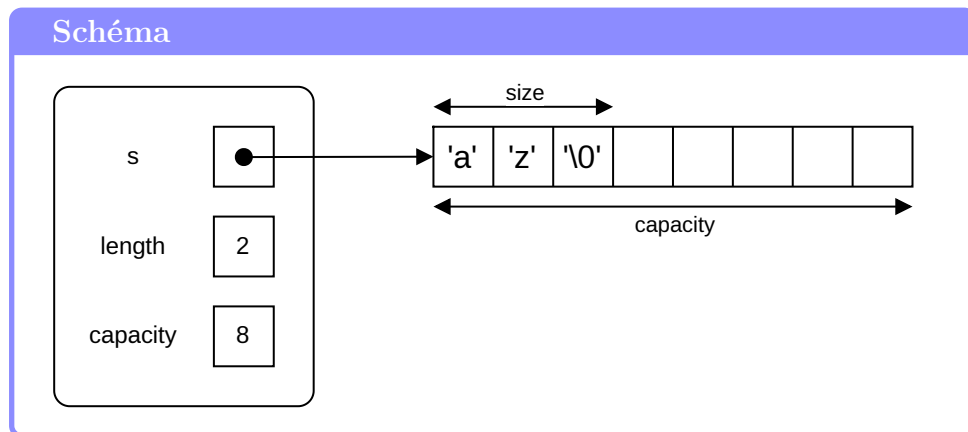 Schéma
size
s 'a' 'z' '\0'
capacity
length 2
capacity 8